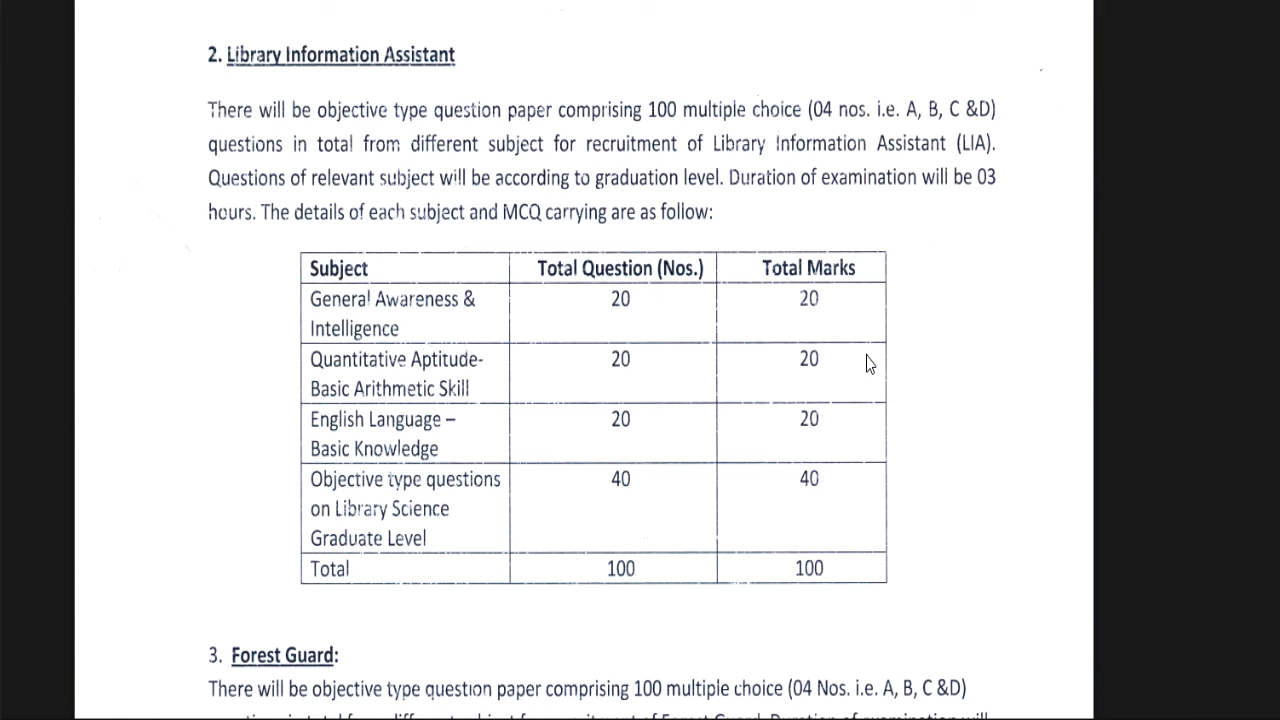 2. Library Information Assistant
There will be objective type question paper comprising 100 multiple choice (04 nos. i.e. A, B, C &D)
questions in total from different subject for recruitment of Library Information Assistant (LIA).
Questions of relevant subject will be according to graduation level. Duration of examination will be 03
hours. The details of each subject and MCQ carrying are as follow:
Subject Total Question (Nos.) Total Marks
General Awareness & 20 20
Intelligence
Quantitative Aptitude- 20 20
Basic Arithmetic Skill
English Language – 20 20
Basic Knowledge
Objective type questions 40 40
on Library Science
Graduate Level
Total 100 100
3. Forest Guard:
There will be objective type question paper comprising 100 multiple choice (04 Nos. i.e. A, B, C &D)